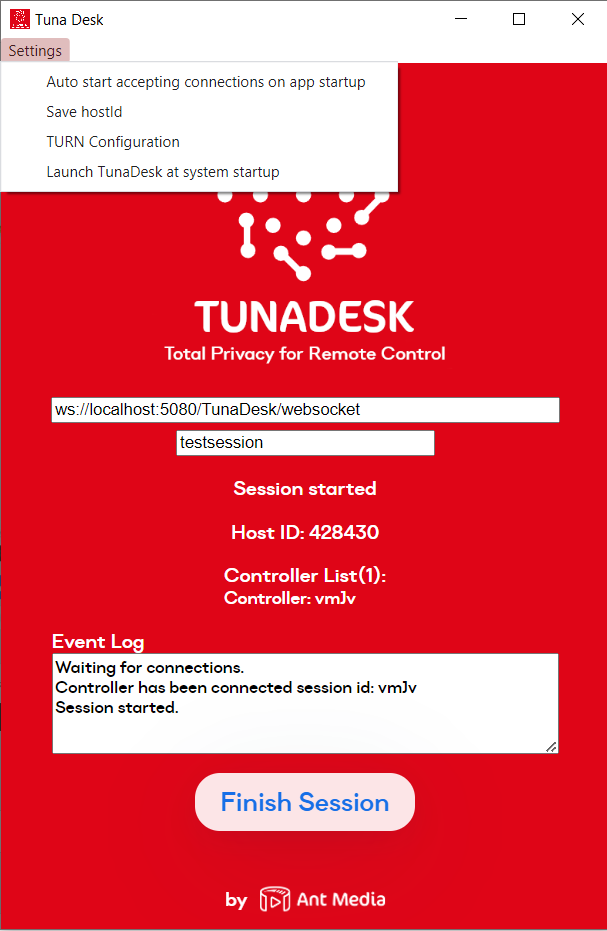 Tuna Desk
Settings
Auto start accepting connections on app startup
Save hostId
TURN Configuration
Launch TunaDesk at system startup
TUNADESK
Total Privacy for Remote Control
ws://localhost:5080/TunaDesk/websocket
testsession
Session started
Host ID: 428430
Controller List(1):
Controller: vmJv
Event Log
Waiting for connections.
Controller has been connected session id: vmJv
Session started.
Finish Session
by Ant Media